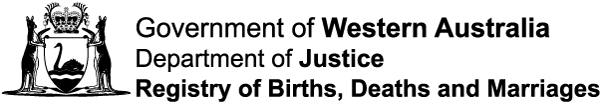 Government of Western Australia
Department of Justice
Registry of Births, Deaths and Marriages